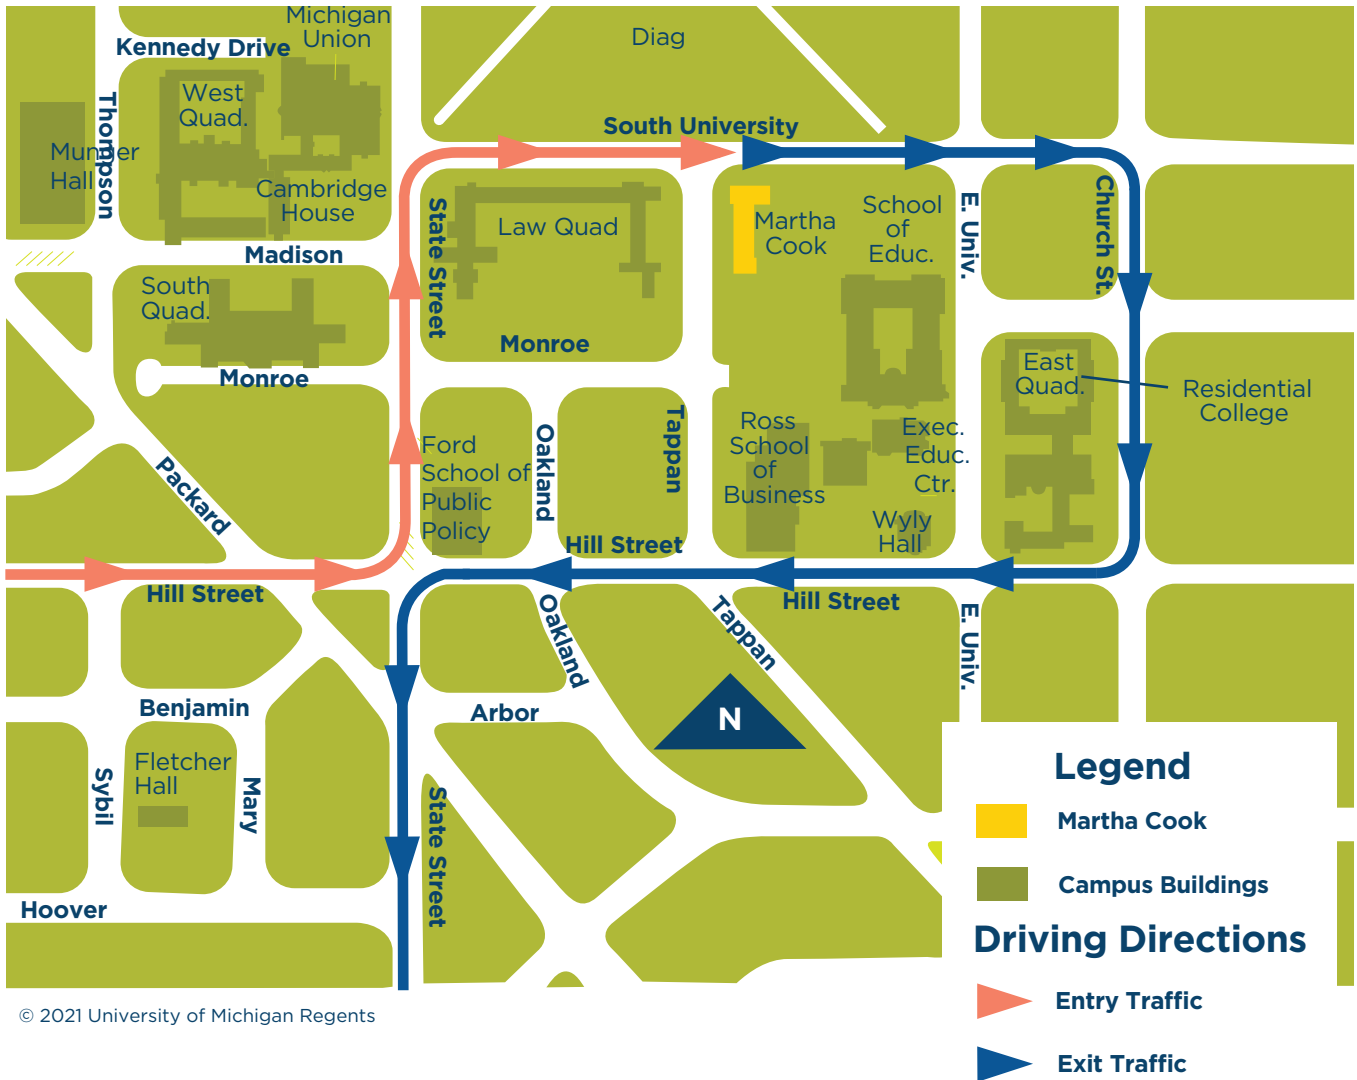 Michigan
Union
Diag
Kennedy Drive
West
Quad.
Thompson
South University
Munger
Hall
Cambridge
House
State Street
Law Quad
Martha
Cook
School
of
Educ.
E. Univ.
Church St.
Madison
South
Quad.
Monroe
Monroe
East
Quad.
Residential
College
Ford
School of
Public
Policy
Oakland
Tappan
Ross
School
of
Business
Exec.
Educ.
Ctr.
Packard
Wyly
Hall
Hill Street
Hill Street
Hill Street
Oakland
Tappan
E. Univ.
Benjamin
Arbor
N
Fletcher
Hall
Sybil
Mary
State Street
Hoover
Legend
Martha Cook
Campus Buildings
Driving Directions
Entry Traffic
Exit Traffic
© 2021 University of Michigan Regents